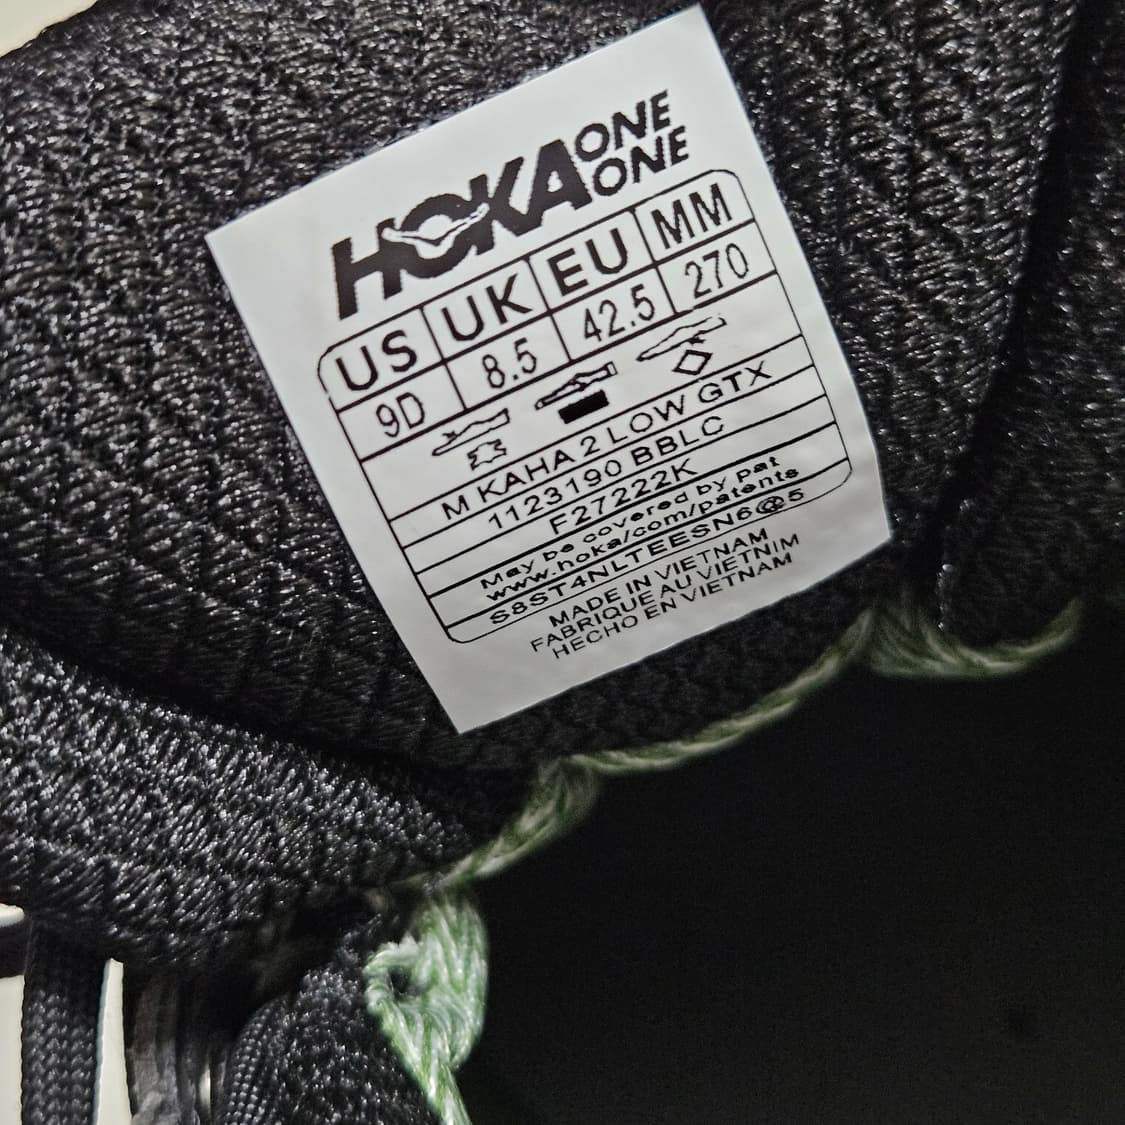 HOKA ONE ONE
US UK EU MM
9D 8.5 42.5 270
M KAHA 2 LOW GTX
1123190 BBLC
F27222K
May be covered by pat
www.hoka/com/patents
S8ST4NLTEESN6@5
MADE IN VIETNAM
FABRIQUE AU VIETNIM
HECHO EN VIETNAM